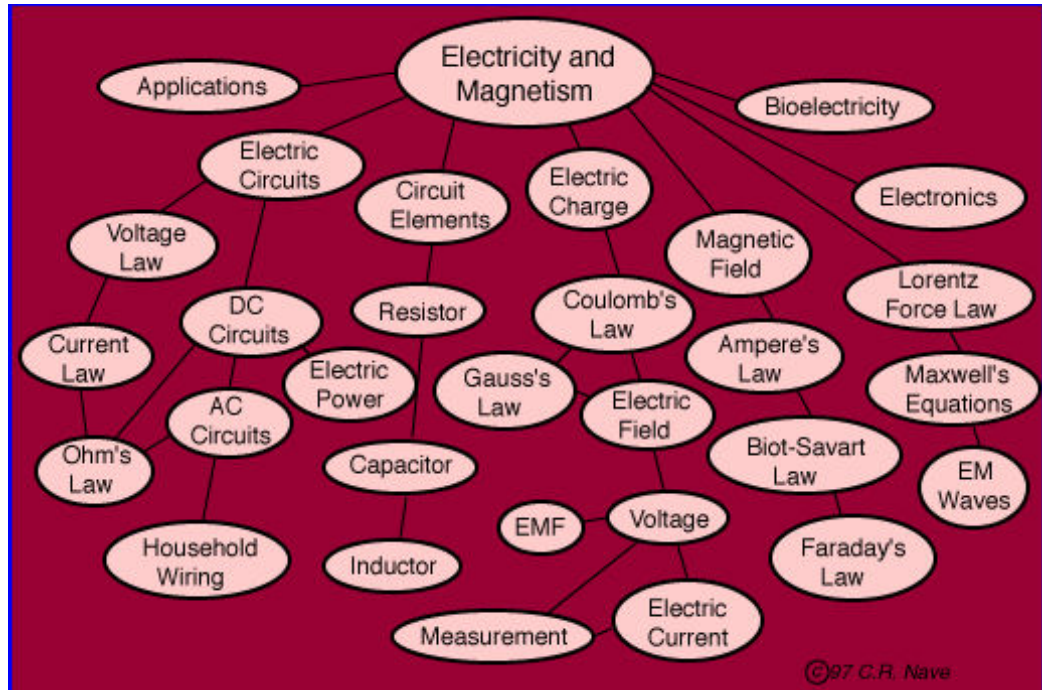 Electricity and
Magnetism
Applications
Bioelectricity
Electric
Circuits
Circuit
Elements
Electric
Charge
Electronics
Voltage
Law
Magnetic
Field
Lorentz
Force Law
DC
Circuits
Resistor
Coulomb's
Law
Current
Law
Electric
Power
Gauss's
Law
Ampere's
Law
Maxwell's
Equations
AC
Circuits
Electric
Field
Ohm's
Law
Capacitor
Biot-Savart
Law
EM
Waves
EMF
Voltage
Household
Wiring
Inductor
Faraday's
Law
Measurement
Electric
Current
©97 C.R. Nave